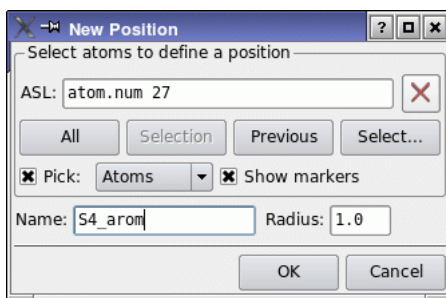 New Position
Select atoms to define a position
ASL: atom.num 27
All Selection Previous Select...
Pick: Atoms Show markers
Name: S4_arom Radius: 1.0
OK Cancel